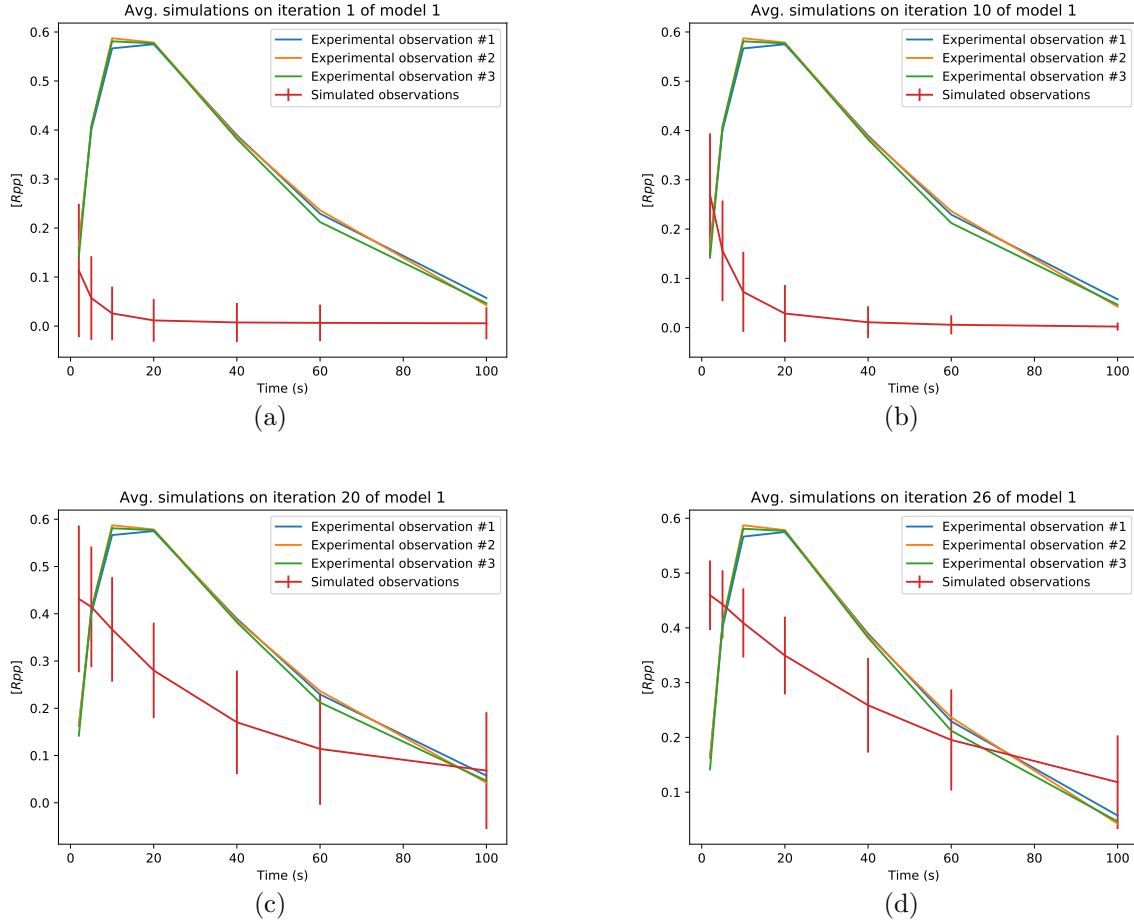 Avg. simulations on iteration 1 of model 1
Experimental observation #1
Experimental observation #2
Experimental observation #3
Simulated observations
[Rpp]
0.6
0.5
0.4
0.3
0.2
0.1
0.0
0 20 40 60 80 100
Time (s)
(a)
Avg. simulations on iteration 10 of model 1
Experimental observation #1
Experimental observation #2
Experimental observation #3
Simulated observations
[Rpp]
0.6
0.5
0.4
0.3
0.2
0.1
0.0
0 20 40 60 80 100
Time (s)
(b)
Avg. simulations on iteration 20 of model 1
Experimental observation #1
Experimental observation #2
Experimental observation #3
Simulated observations
[Rpp]
0.6
0.5
0.4
0.3
0.2
0.1
0.0
0 20 40 60 80 100
Time (s)
(c)
Avg. simulations on iteration 26 of model 1
Experimental observation #1
Experimental observation #2
Experimental observation #3
Simulated observations
[Rpp]
0.6
0.5
0.4
0.3
0.2
0.1
0 20 40 60 80 100
Time (s)
(d)